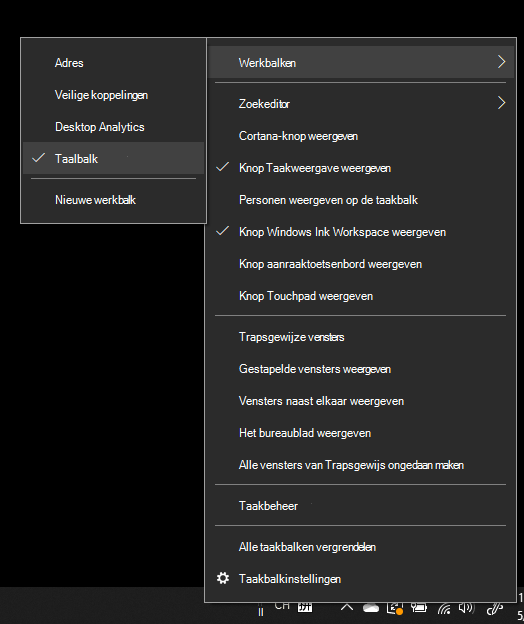 Adres
Veilige koppelingen
Desktop Analytics
Taalbalk
Nieuwe werkbalk
Werkbalken
Zoekeditor
Cortana-knop weergeven
Knop Taakweergave weergeven
Personen weergeven op de taakbalk
Knop Windows Ink Workspace weergeven
Knop aanraaktoetsenbord weergeven
Knop Touchpad weergeven
Trapsgewijze vensters
Gestapelde vensters weergeven
Vensters naast elkaar weergeven
Het bureaublad weergeven
Alle vensters van Trapsgewijs ongedaan maken
Taakbeheer
Alle taakbalken vergrendelen
Taakbalkinstellingen
CH 拼